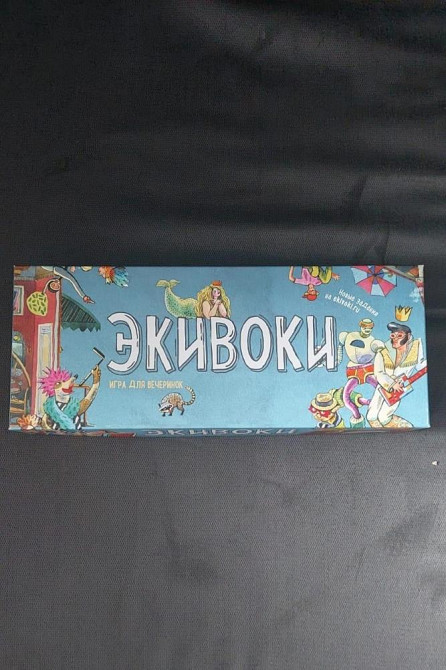 Новые задания
на ekivoki.ru
ЭКИВОКИ
ИГРА ДЛЯ ВЕЧЕРИНОК
ЭКИВОКИ